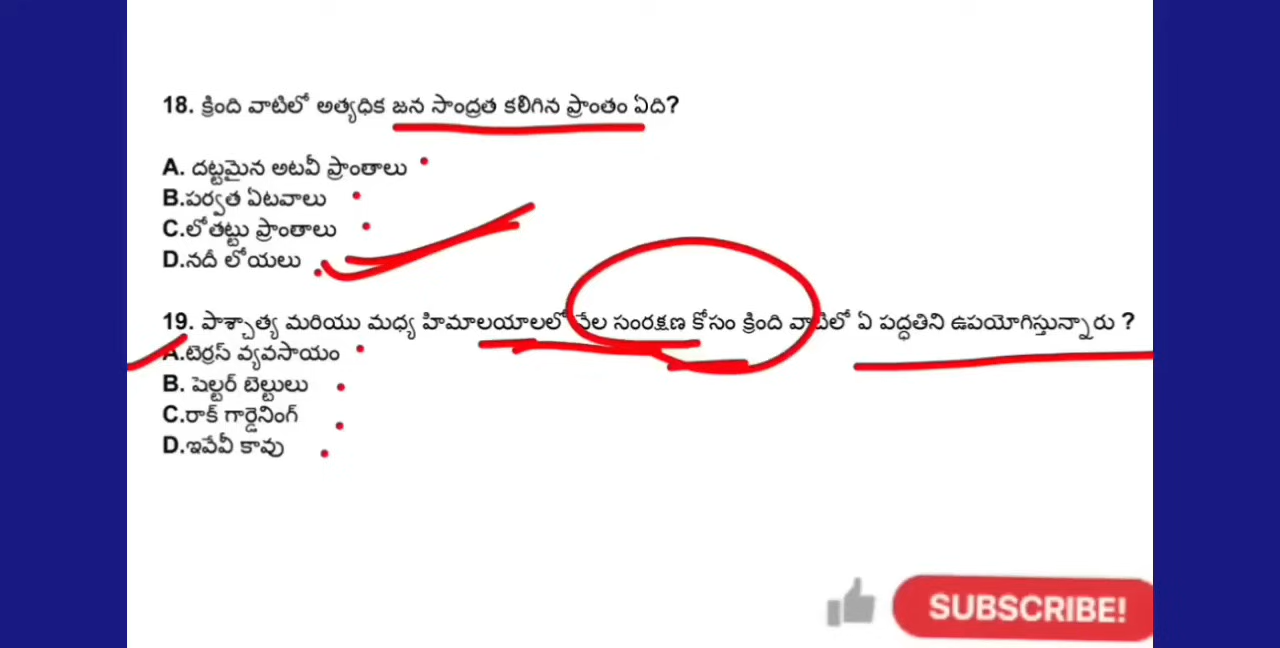 18. క్రింది వాటిలో అత్యధిక జన సాంద్రత కలిగిన ప్రాంతం ఏది?
A. దట్టమైన అటవీ ప్రాంతాలు
B.పర్వత ఏటవాలు
C.లోతట్టు ప్రాంతాలు
D.నదీ లోయలు
19. పాశ్చాత్య మరియు మధ్య హిమాలయాలలో నేల సంరక్షణ కోసం క్రింది వాటిలో ఏ పద్ధతిని ఉపయోగిస్తున్నారు ?
A.టెర్రస్ వ్యవసాయం
B. షెల్టర్ బెల్టులు
C.రాక్ గార్డెనింగ్
D.ఇవేవీ కావు
SUBSCRIBE!